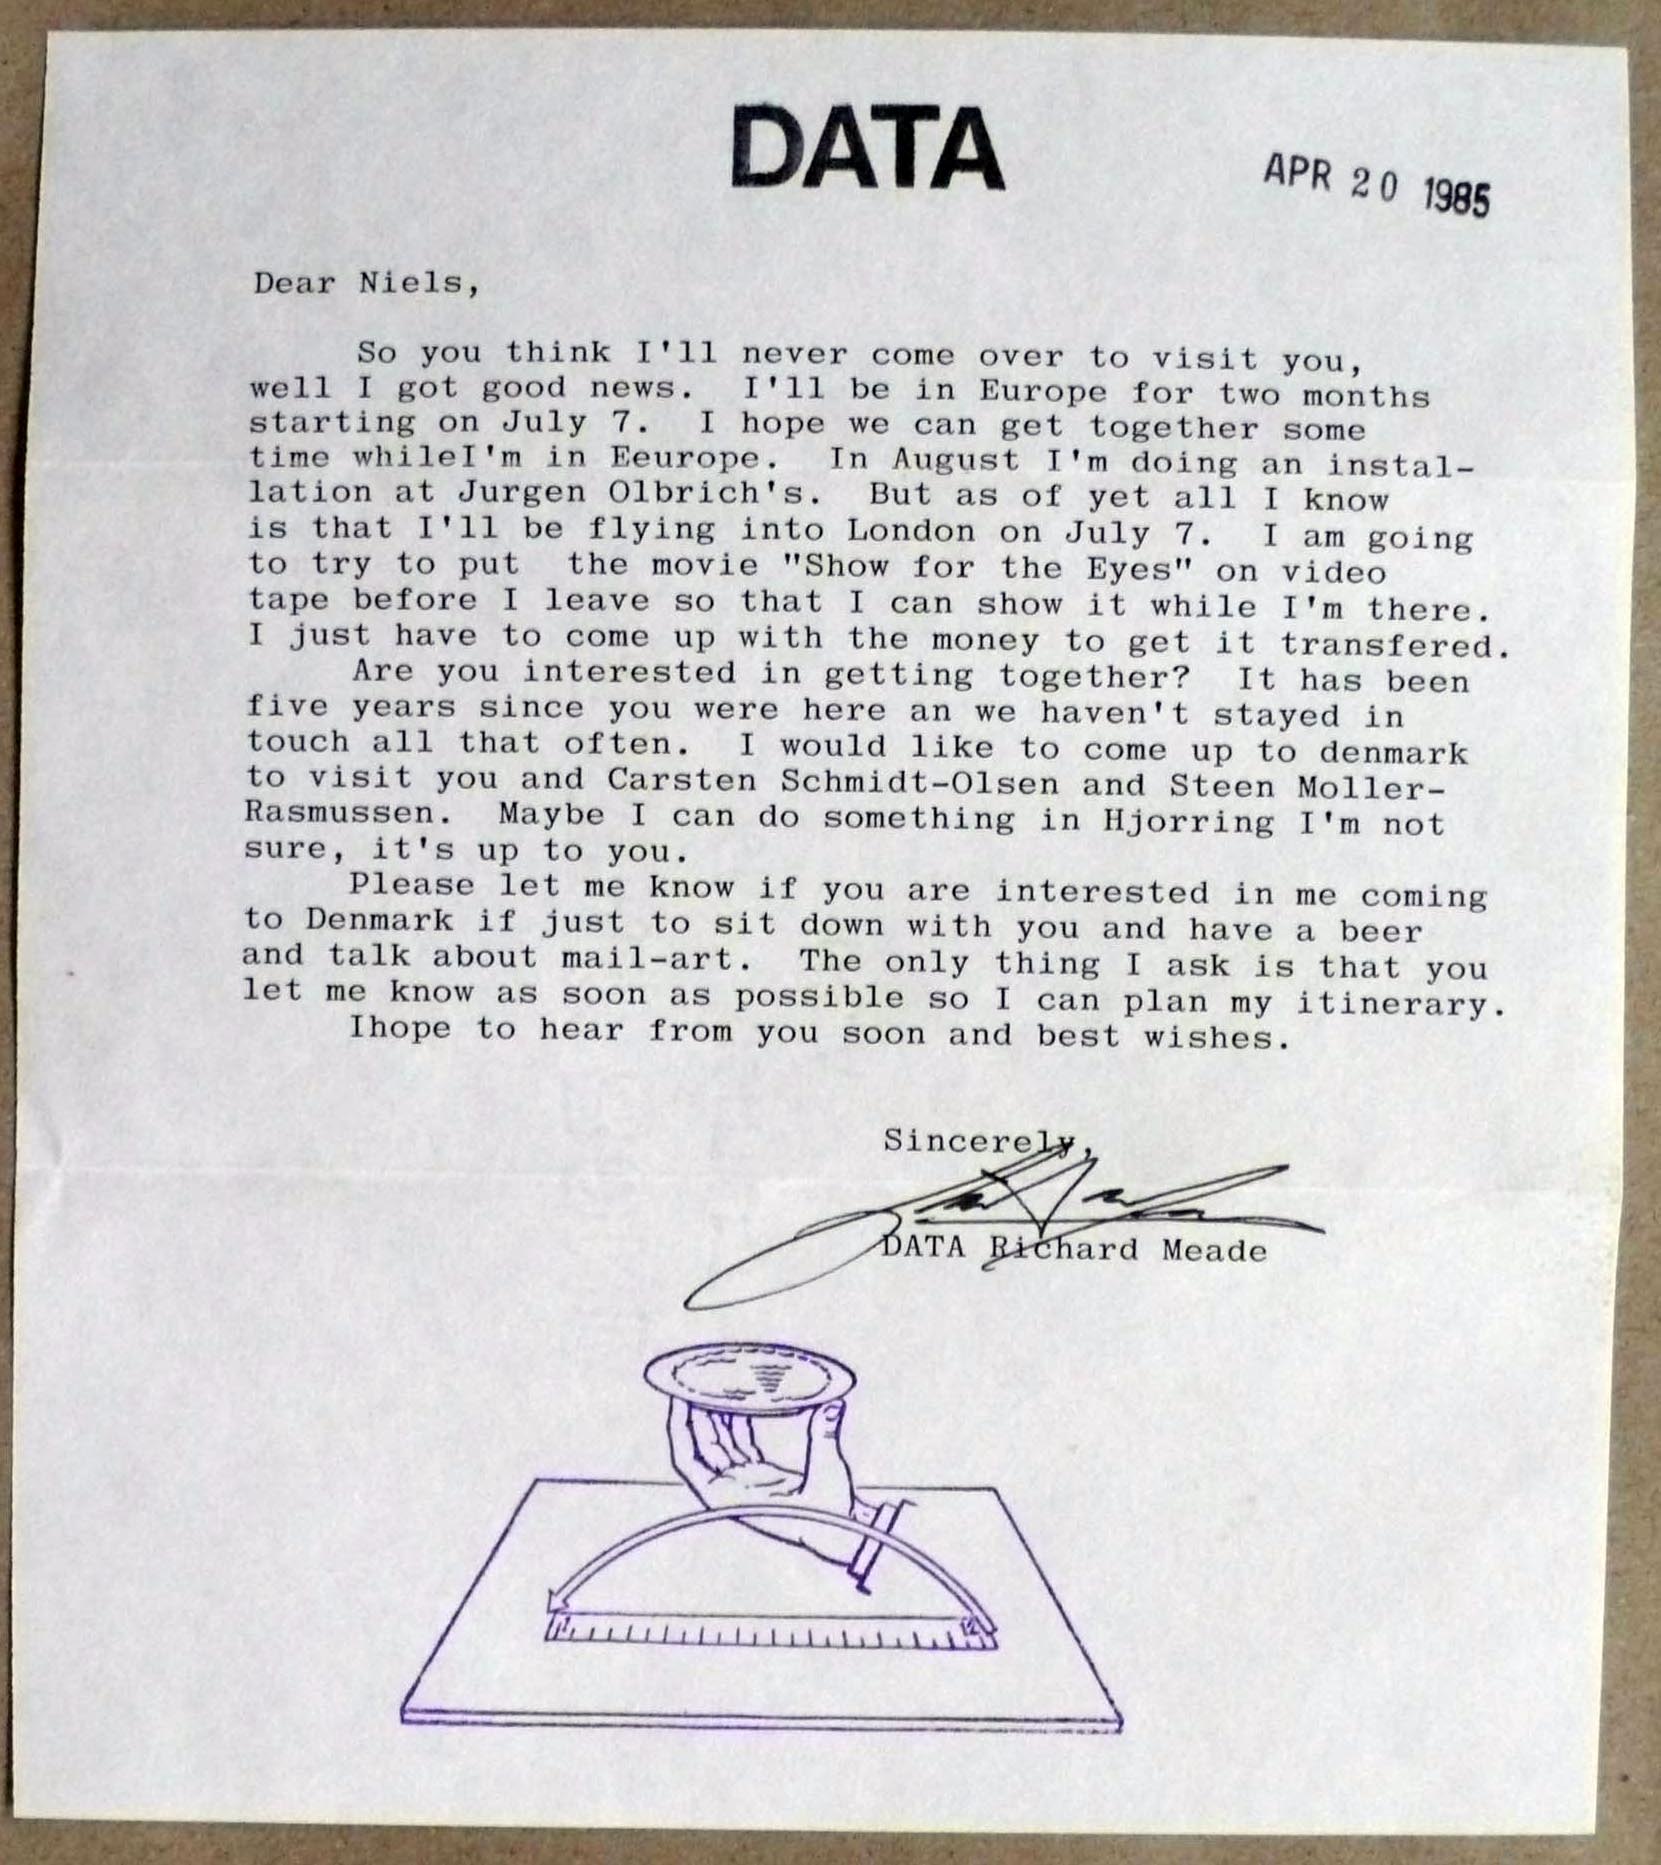 DATA
APR 20 1985
Dear Niels,
So you think I'll never come over to visit you,
well I got good news. I'll be in Europe for two months
starting on July 7. I hope we can get together some
time whileI'm in Eeurope. In August I'm doing an instal-
lation at Jurgen Olbrich's. But as of yet all I know
is that I'll be flying into London on July 7. I am going
to try to put the movie "Show for the Eyes" on video
tape before I leave so that I can show it while I'm there.
I just have to come up with the money to get it transfered.
Are you interested in getting together? It has been
five years since you were here an we haven't stayed in
touch all that often. I would like to come up to denmark
to visit you and Carsten Schmidt-Olsen and Steen Moller-
Rasmussen. Maybe I can do something in Hjorring I'm not
sure, it's up to you.
Please let me know if you are interested in me coming
to Denmark if just to sit down with you and have a beer
and talk about mail-art. The only thing I ask is that you
let me know as soon as possible so I can plan my itinerary.
Ihope to hear from you soon and best wishes.
Sincerely,
DATA Richard Meade